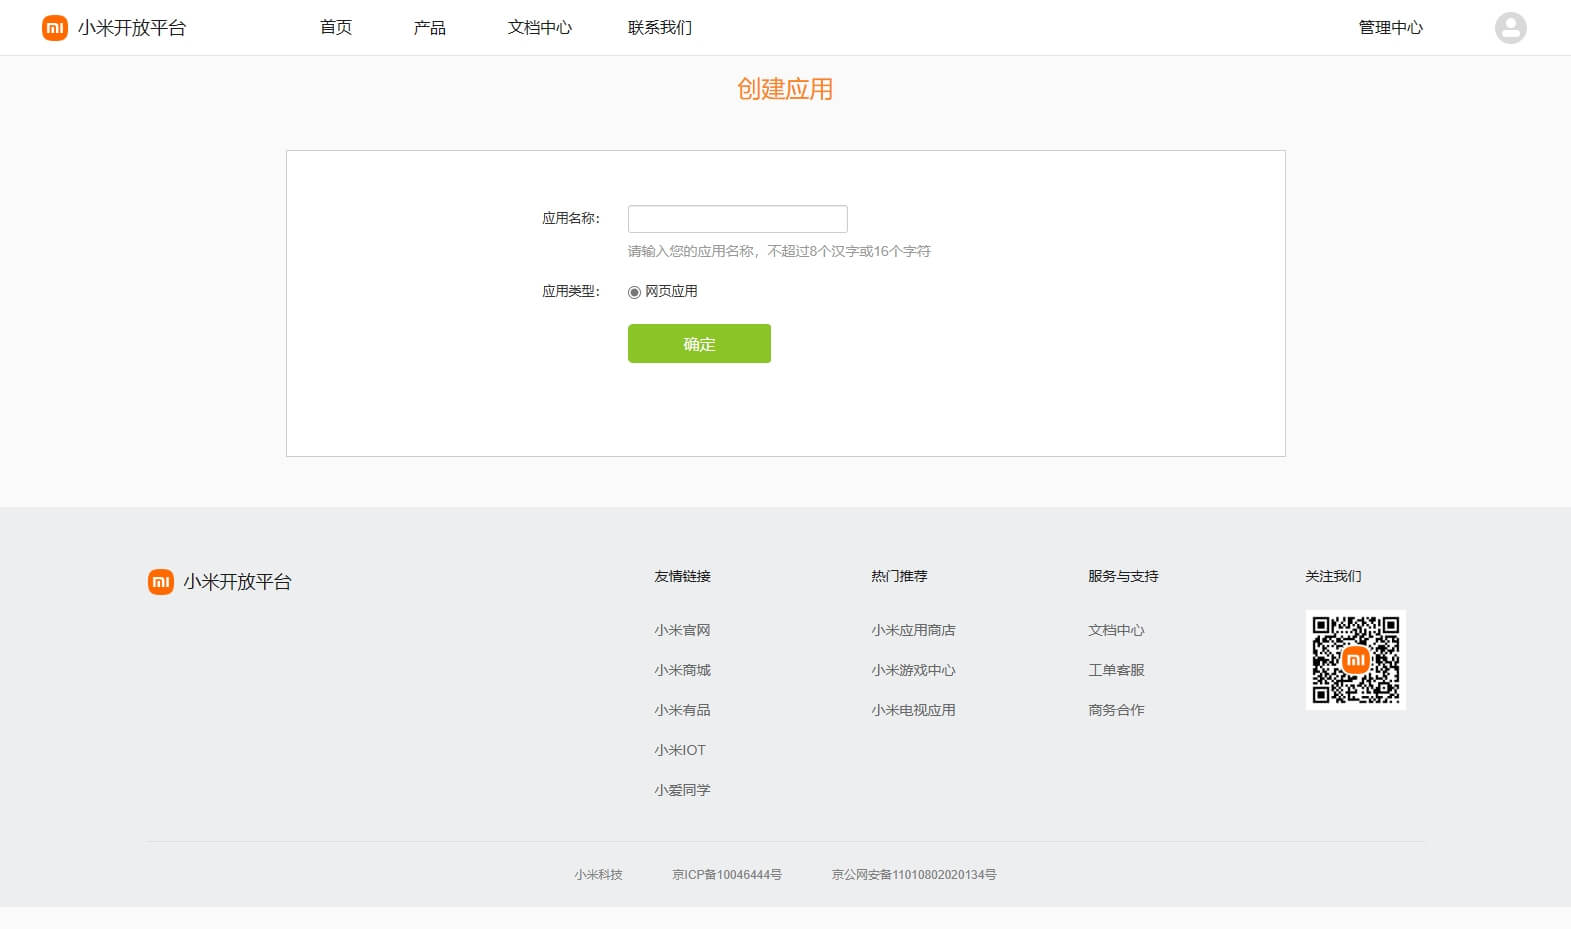 小米开放平台 首页 产品 文档中心 联系我们 管理中心
创建应用
应用名称：
请输入您的应用名称，不超过8个汉字或16个字符
应用类型： 网页应用
确定
小米开放平台
友情链接
小米官网
小米商城
小米有品
小米IOT
小爱同学
热门推荐
小米应用商店
小米游戏中心
小米电视应用
服务与支持
文档中心
工单客服
商务合作
关注我们
小米科技 京ICP备10046444号 京公网安备11010802020134号